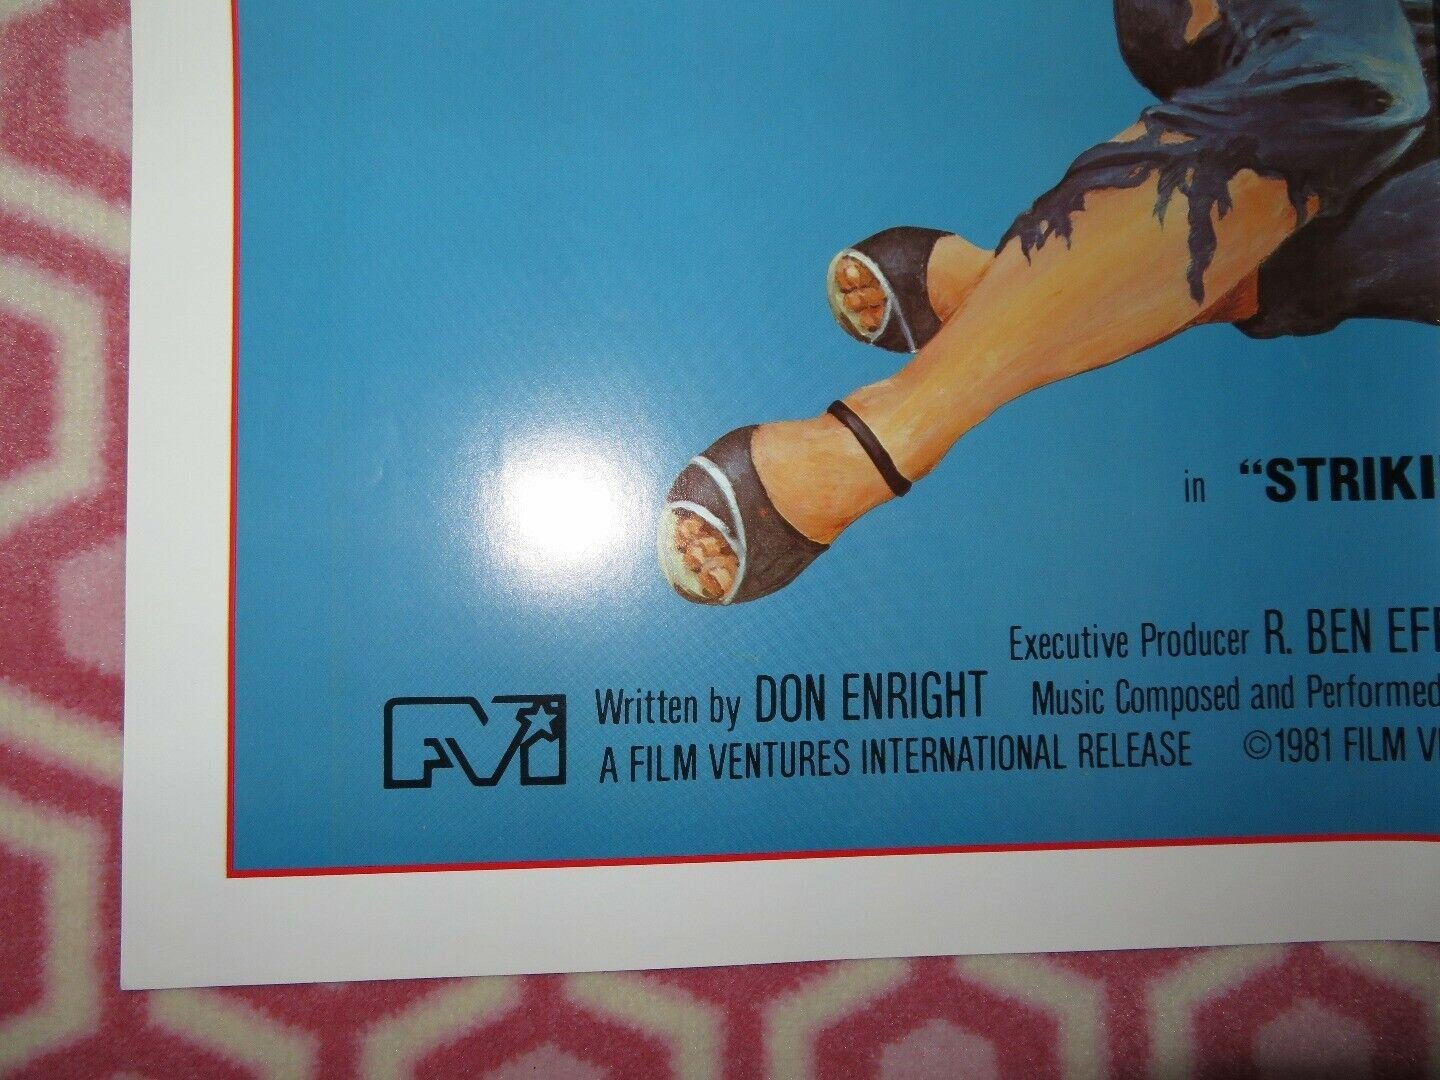 in "STRIKI
Executive Producer R. BEN EF
Written by DON ENRIGHT Music Composed and Performed
FVI A FILM VENTURES INTERNATIONAL RELEASE ©1981 FILM V